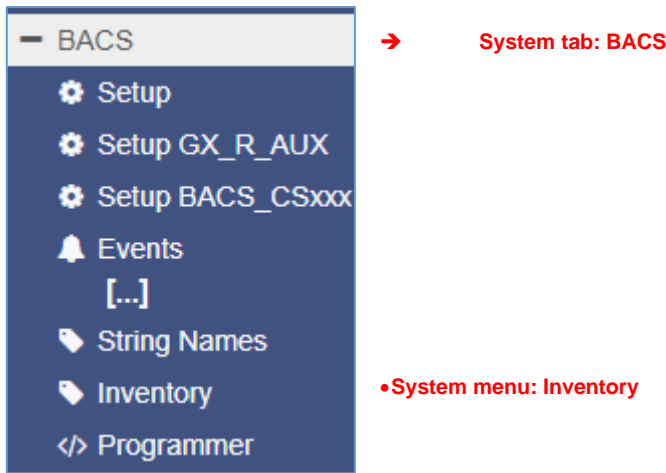 BACS ➔ System tab: BACS
Setup
Setup GX_R_AUX
Setup BACS_CSxxx
Events
[...]
String Names
Inventory •System menu: Inventory
</> Programmer